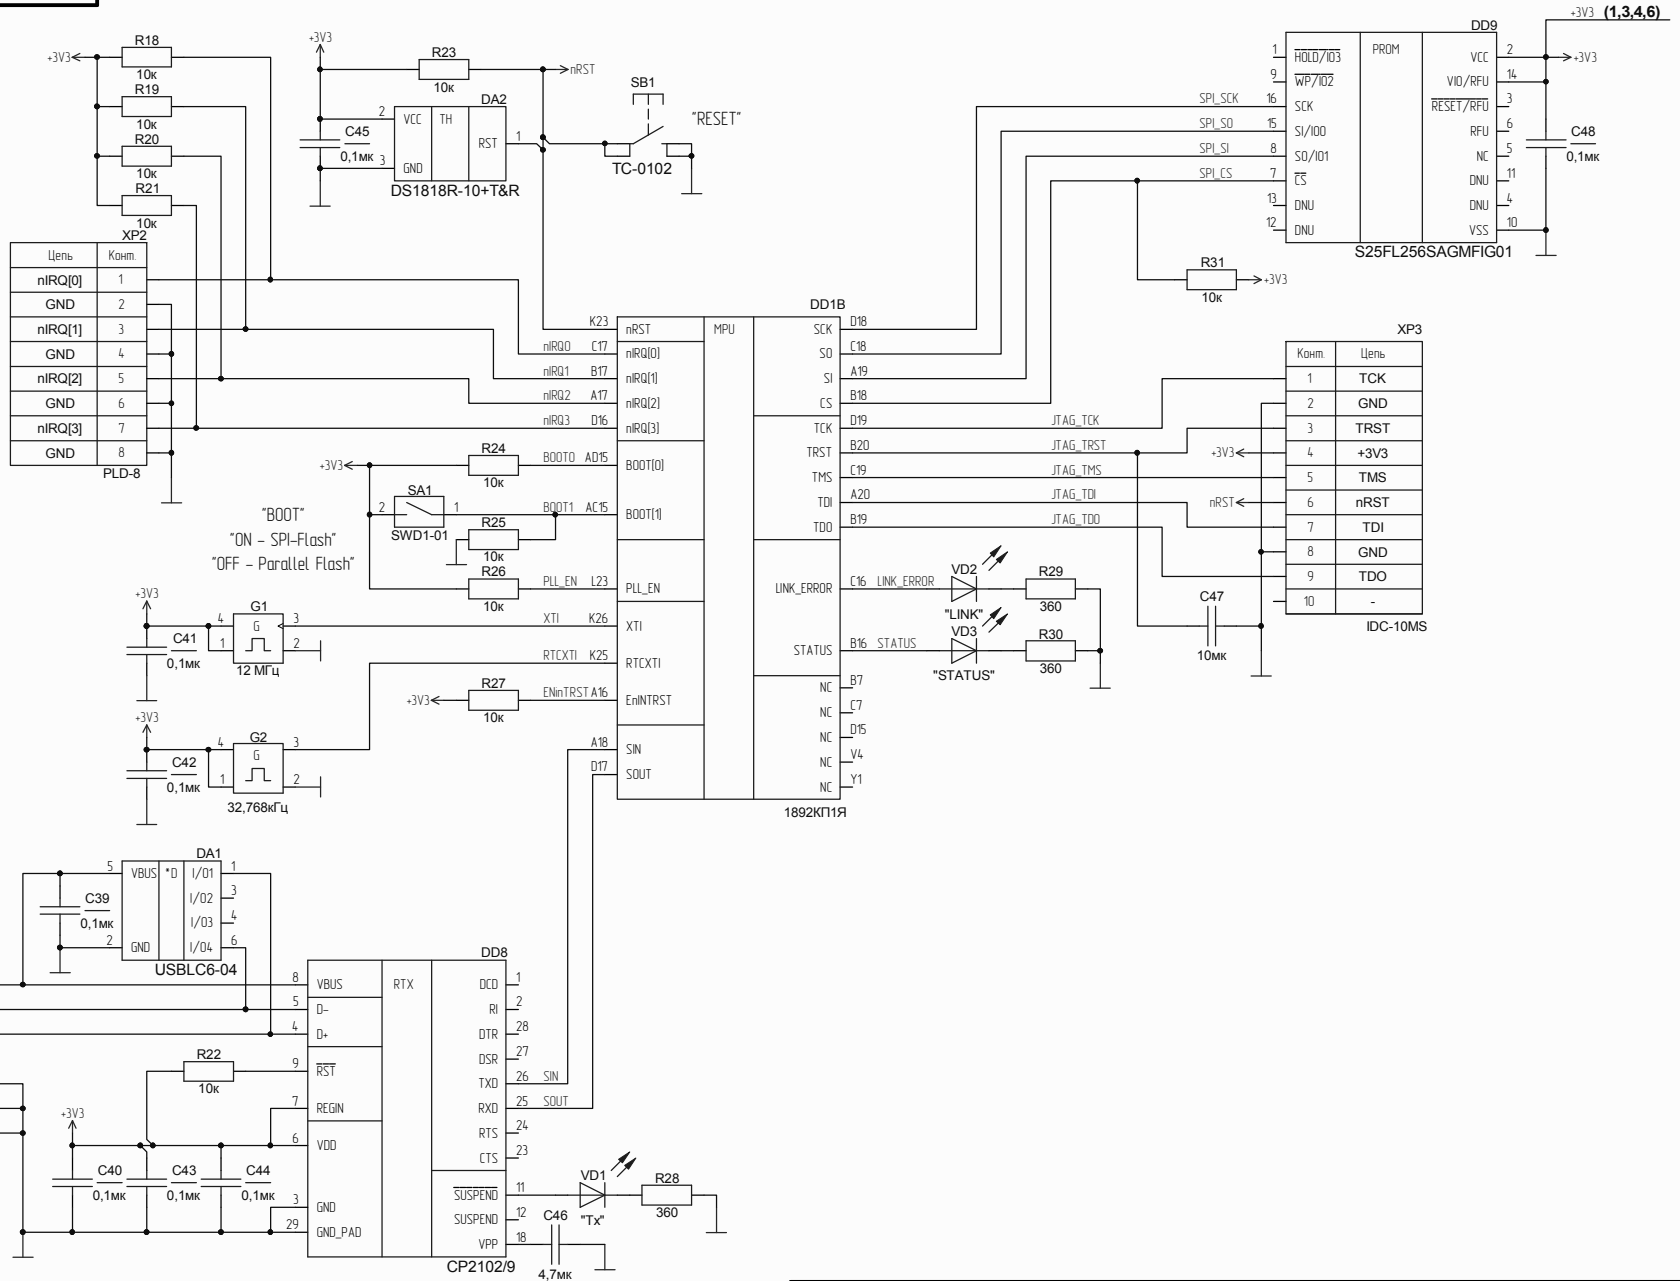 +3V3 (1,3,4,6)
+3V3
R18
10к
R19
10к
R20
10к
R21
10к
+3V3
R23
10к
nRST
DA2
2 VCC TH
RST 1
3 GND
DS1818R-10+T&R
C45
0,1мк
SB1
"RESET"
TC-0102
DD9
1 HOLD/IO3 PROM VCC 2
9 WP/IO2 VIO/RFU 14
SPI_SCK 16 SCK RESET/RFU 3
SPI_SO 15 SI/IO0 RFU 6
SPI_SI 8 SO/IO1 NC 5
SPI_CS 7 CS DNU 11
13 DNU DNU 4
12 DNU VSS 10
S25FL256SAGMFIG01
+3V3
C48
0,1мк
R31
10к
+3V3
XP2
Цепь Конт.
nIRQ[0] 1
GND 2
nIRQ[1] 3
GND 4
nIRQ[2] 5
GND 6
nIRQ[3] 7
GND 8
PLD-8
DD1B
K23 nRST MPU SCK D18
nIRQ0 C17 nIRQ[0] SO C18
nIRQ1 B17 nIRQ[1] SI A19
nIRQ2 A17 nIRQ[2] CS B18
nIRQ3 D16 nIRQ[3] TCK D19 JTAG_TCK
TRST B20 JTAG_TRST
BOOT0 AD15 BOOT[0] TMS C19 JTAG_TMS
TDI A20 JTAG_TDI
BOOT1 AC15 BOOT[1] TDO B19 JTAG_TDO
PLL_EN L23 PLL_EN LINK_ERROR C16 LINK_ERROR
XTI K26 XTI
RTCXTI K25 RTCXTI STATUS B16 STATUS
ENinTRST A16 EnINTRST NC B7
NC C7
NC D15
A18 SIN NC V4
D17 SOUT NC Y1
1892КП1Я
+3V3
R24
10к
SA1
2 1
SWD1-01
R25
10к
R26
10к
"BOOT"
"ON – SPI-Flash"
"OFF – Parallel Flash"
+3V3
C41
0,1мк
G1
4 G 3
1 2
12 МГц
+3V3
R27
10к
+3V3
C42
0,1мк
G2
4 G 3
1 2
32,768кГц
VD2
"LINK"
R29
360
VD3
"STATUS"
R30
360
XP3
Конт. Цепь
1 TCK
2 GND
3 TRST
+3V3 4 +3V3
5 TMS
nRST 6 nRST
7 TDI
8 GND
9 TDO
10 -
IDC-10MS
C47
10мк
DA1
5 VBUS *D I/O1 1
I/O2 3
I/O3 4
2 GND I/O4 6
USBLC6-04
C39
0,1мк
DD8
8 VBUS RTX DCD 1
5 D- RI 2
4 D+ DTR 28
DSR 27
9 RST TXD 26 SIN
7 REGIN RXD 25 SOUT
RTS 24
6 VDD CTS 23
3 GND SUSPEND 11
29 GND_PAD SUSPEND 12
VPP 18
CP2102/9
R22
10к
+3V3
C40
0,1мк
C43
0,1мк
C44
0,1мк
VD1
"Tx"
R28
360
C46
4,7мк